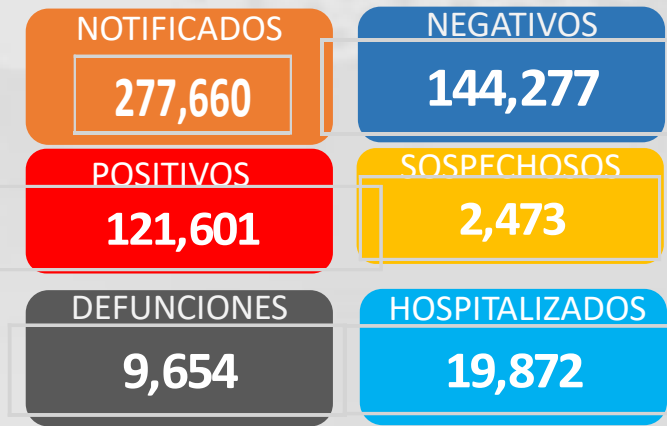 NOTIFICADOS
277,660
NEGATIVOS
144,277
POSITIVOS
121,601
SOSPECHOSOS
2,473
DEFUNCIONES
9,654
HOSPITALIZADOS
19,872